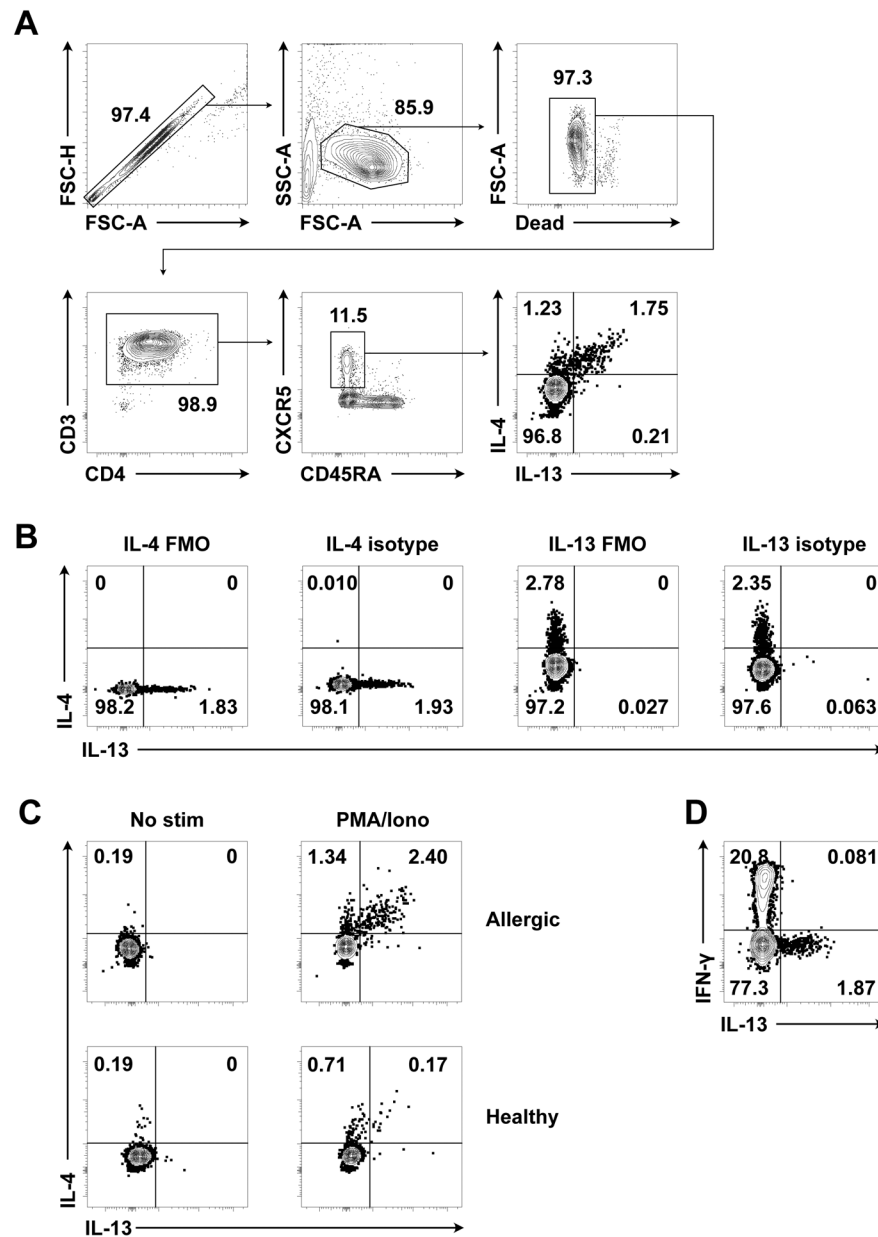 A
97.4
85.9
97.3
FSC-H
SSC-A
FSC-A
FSC-A
FSC-A
Dead
11.5
1.23
1.75
98.9
96.8
0.21
CD3
CXCR5
IL-4
CD4
CD45RA
IL-13
B
IL-4 FMO
IL-4 isotype
IL-13 FMO
IL-13 isotype
0
0
0.010
0
2.78
0
2.35
0
98.2
1.83
98.1
1.93
97.2
0.027
97.6
0.063
IL-4
IL-13
C
No stim
PMA/Iono
0.19
0
1.34
2.40
Allergic
0.19
0
0.71
0.17
Healthy
IL-4
IL-13
D
20.8
0.081
77.3
1.87
IFN-γ
IL-13